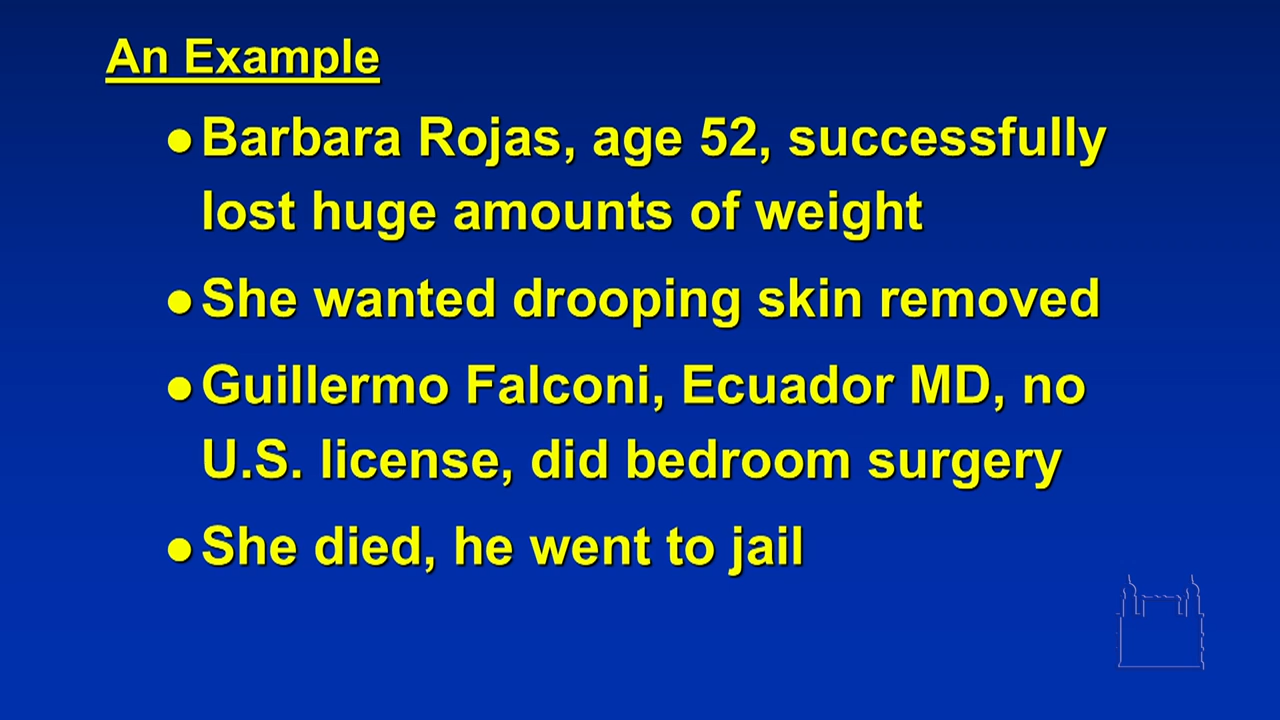 An Example
● Barbara Rojas, age 52, successfully
lost huge amounts of weight
● She wanted drooping skin removed
● Guillermo Falconi, Ecuador MD, no
U.S. license, did bedroom surgery
● She died, he went to jail